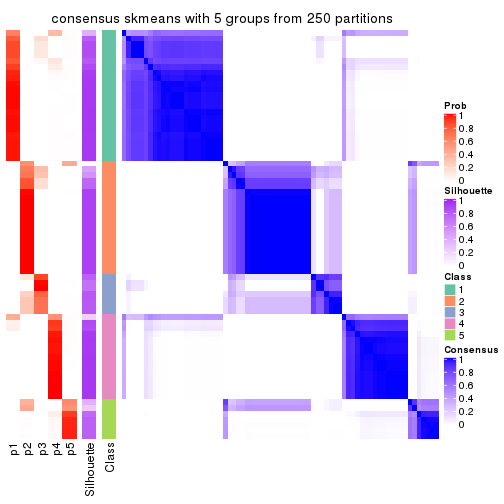 consensus skmeans with 5 groups from 250 partitions
Prob
1
0.8
0.6
0.4
0.2
0
Silhouette
1
0.8
0.6
0.4
0.2
0
Class
1
2
3
4
5
Consensus
1
0.8
0.6
0.4
0.2
0
p1
p2
p3
p4
p5
Silhouette
Class